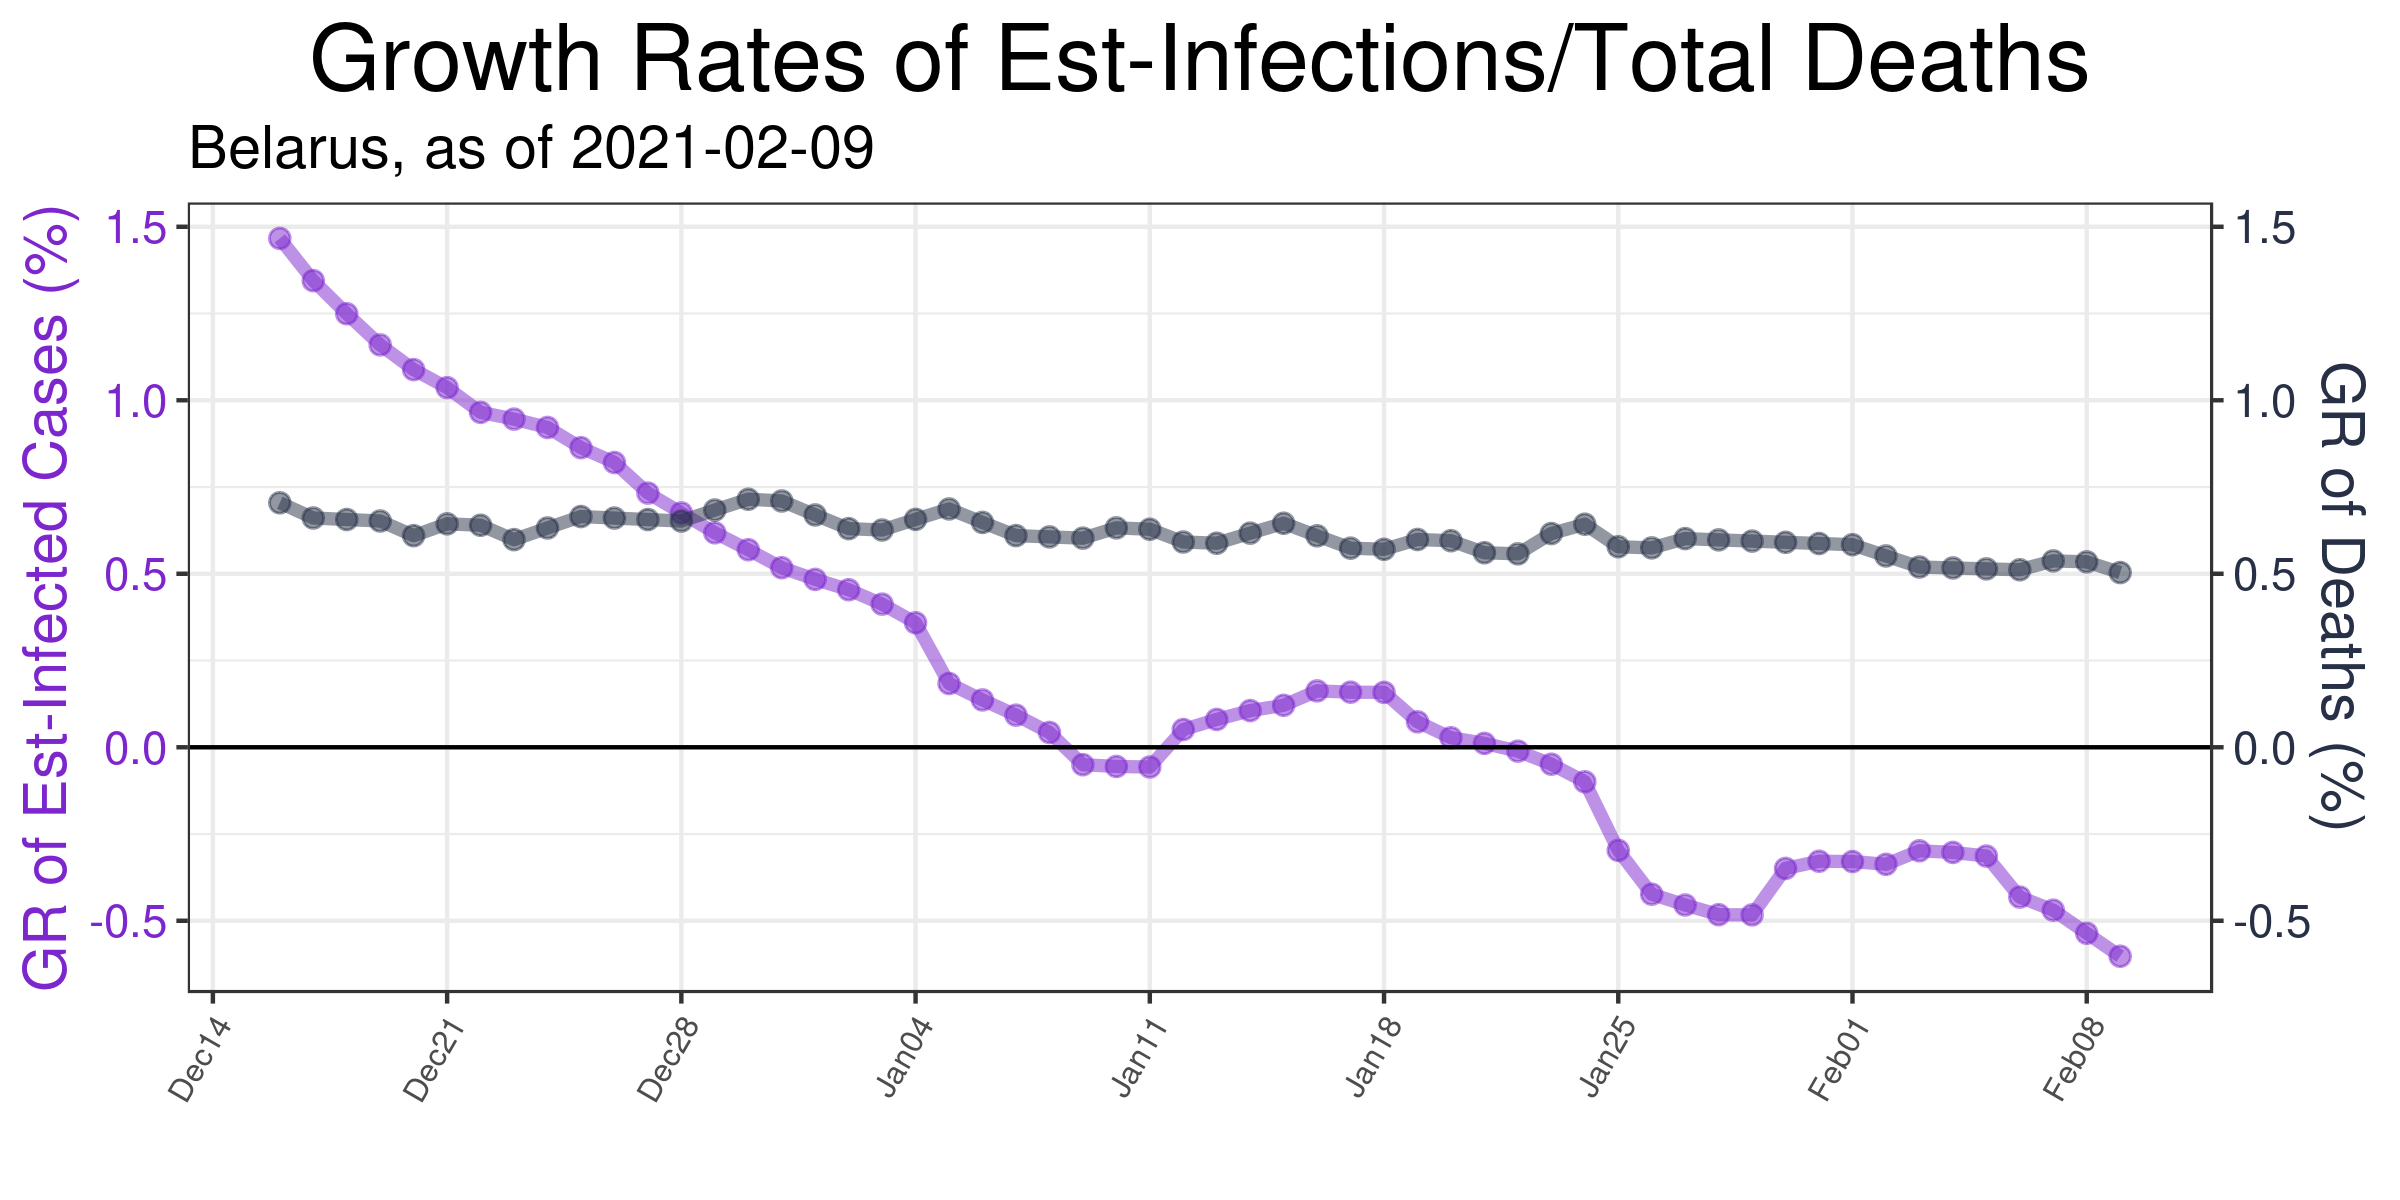 Growth Rates of Est-Infections/Total Deaths
Belarus, as of 2021-02-09
GR of Est-Infected Cases (%)
1.5
1.0
0.5
0.0
-0.5
1.5
1.0
0.5
0.0
-0.5
GR of Deaths (%)
Dec14
Dec21
Dec28
Jan04
Jan11
Jan18
Jan25
Feb01
Feb08